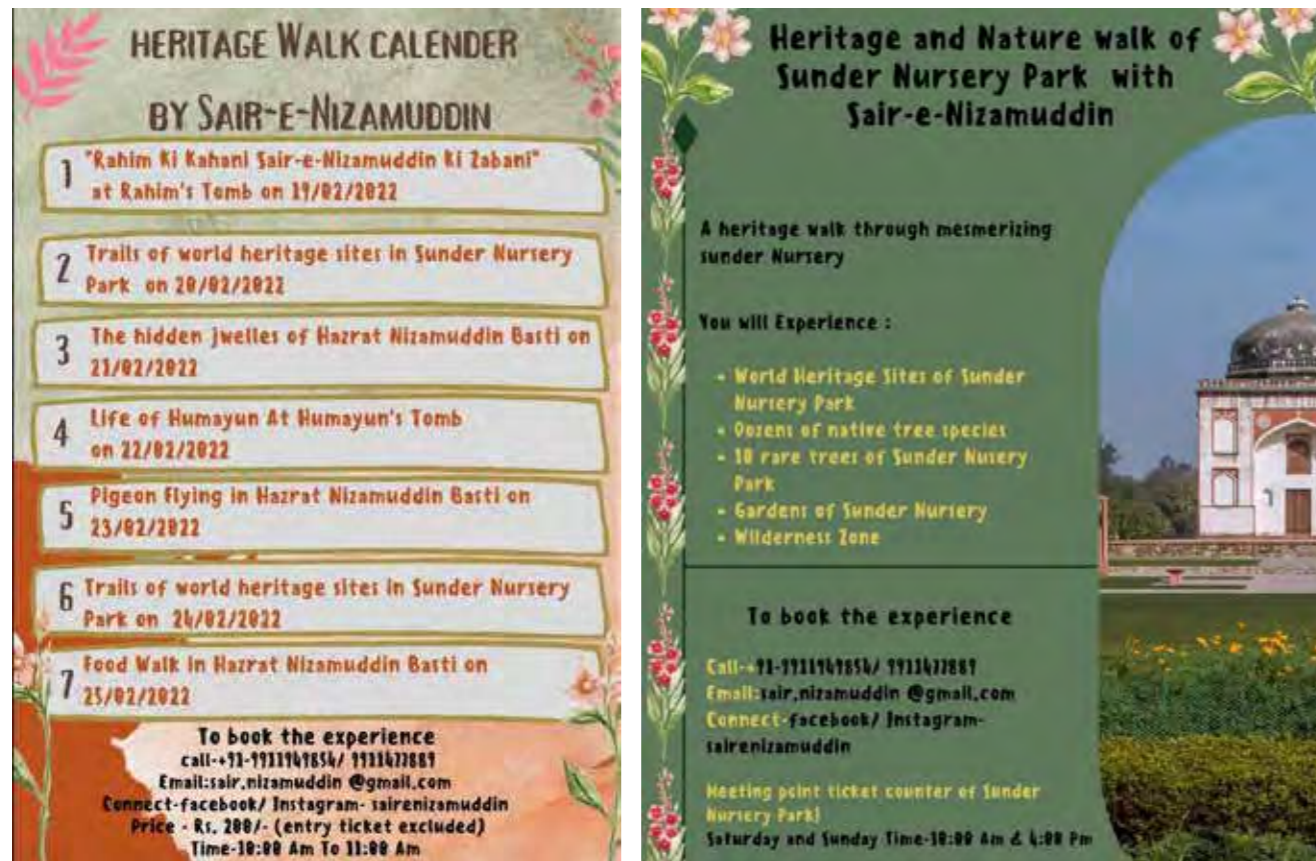 HERITAGE WALK CALENDER
BY SAIR-E-NIZAMUDDIN
1 "Rahim Ki Kahani Sair-e-Nizamuddin Ki Zabani"
at Rahim's Tomb on 19/02/2022
2 Trails of world heritage sites in Sunder Nursery
Park on 20/02/2022
3 The hidden jwelles of Hazrat Nizamuddin Basti on
21/02/2022
4 Life of Humayun At Humayun's Tomb
on 22/02/2022
5 Pigeon flying in Hazrat Nizamuddin Basti on
23/02/2022
6 Trails of world heritage sites in Sunder Nursery
Park on 24/02/2022
7 Food Walk in Hazrat Nizamuddin Basti on
25/02/2022
To book the experience
call-
Email:sair.nizamuddin @gmail.com
Connect-facebook/ Instagram- sairenizamuddin
Price - Rs. 200/- (entry ticket excluded)
Time-10:00 Am To 11:00 Am
Heritage and Nature walk of
Sunder Nursery Park with
Sair-e-Nizamuddin
A heritage walk through mesmerizing
sunder Nursery
You will Experience :
• World Heritage Sites of Sunder
Nursery Park
• Dozens of native tree species
• 10 rare trees of Sunder Nusery
Park
• Gardens of Sunder Nursery
• Wilderness Zone
To book the experience
Call-
Email:sair.nizamuddin @gmail.com
Connect-facebook/ Instagram-
sairenizamuddin
Meeting point ticket counter of Sunder
Nursery Park]
Saturday and Sunday Time-10:00 Am & 4:00 Pm